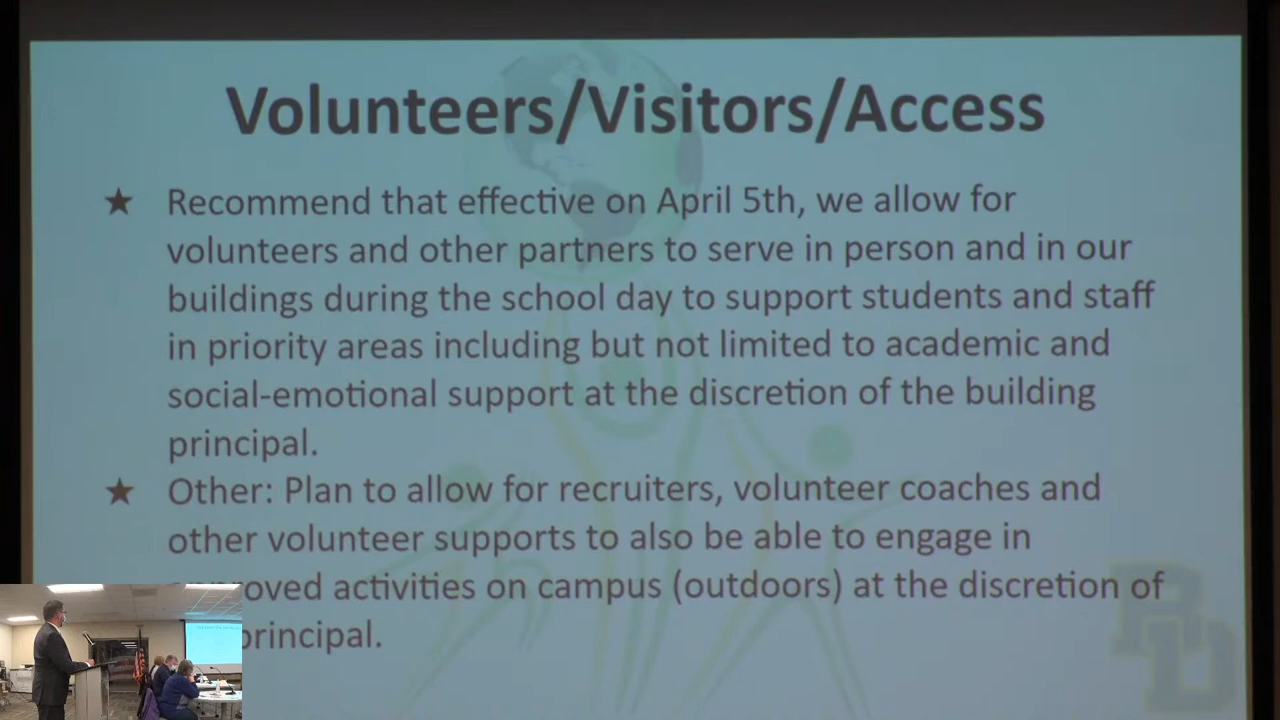 Volunteers/Visitors/Access
★ Recommend that effective on April 5th, we allow for
volunteers and other partners to serve in person and in our
buildings during the school day to support students and staff
in priority areas including but not limited to academic and
social-emotional support at the discretion of the building
principal.
★ Other: Plan to allow for recruiters, volunteer coaches and
other volunteer supports to also be able to engage in
oved activities on campus (outdoors) at the discretion of
principal.